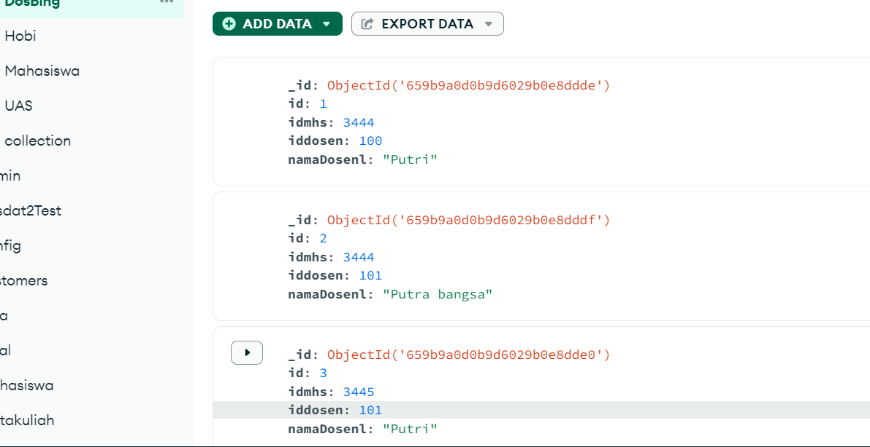 DosBing
Hobi
Mahasiswa
UAS
collection
min
sdat2Test
nfig
stomers
a
al
hasiswa
takuliah
ADD DATA
EXPORT DATA
_id: ObjectId('659b9a0d0b9d6029b0e8ddde')
id: 1
idmhs: 3444
iddosen: 100
namaDosenl: "Putri"
_id: ObjectId('659b9a0d0b9d6029b0e8dddf')
id: 2
idmhs: 3444
iddosen: 101
namaDosenl: "Putra bangsa"
_id: ObjectId('659b9a0d0b9d6029b0e8dde0')
id: 3
idmhs: 3445
iddosen: 101
namaDosenl: "Putri"